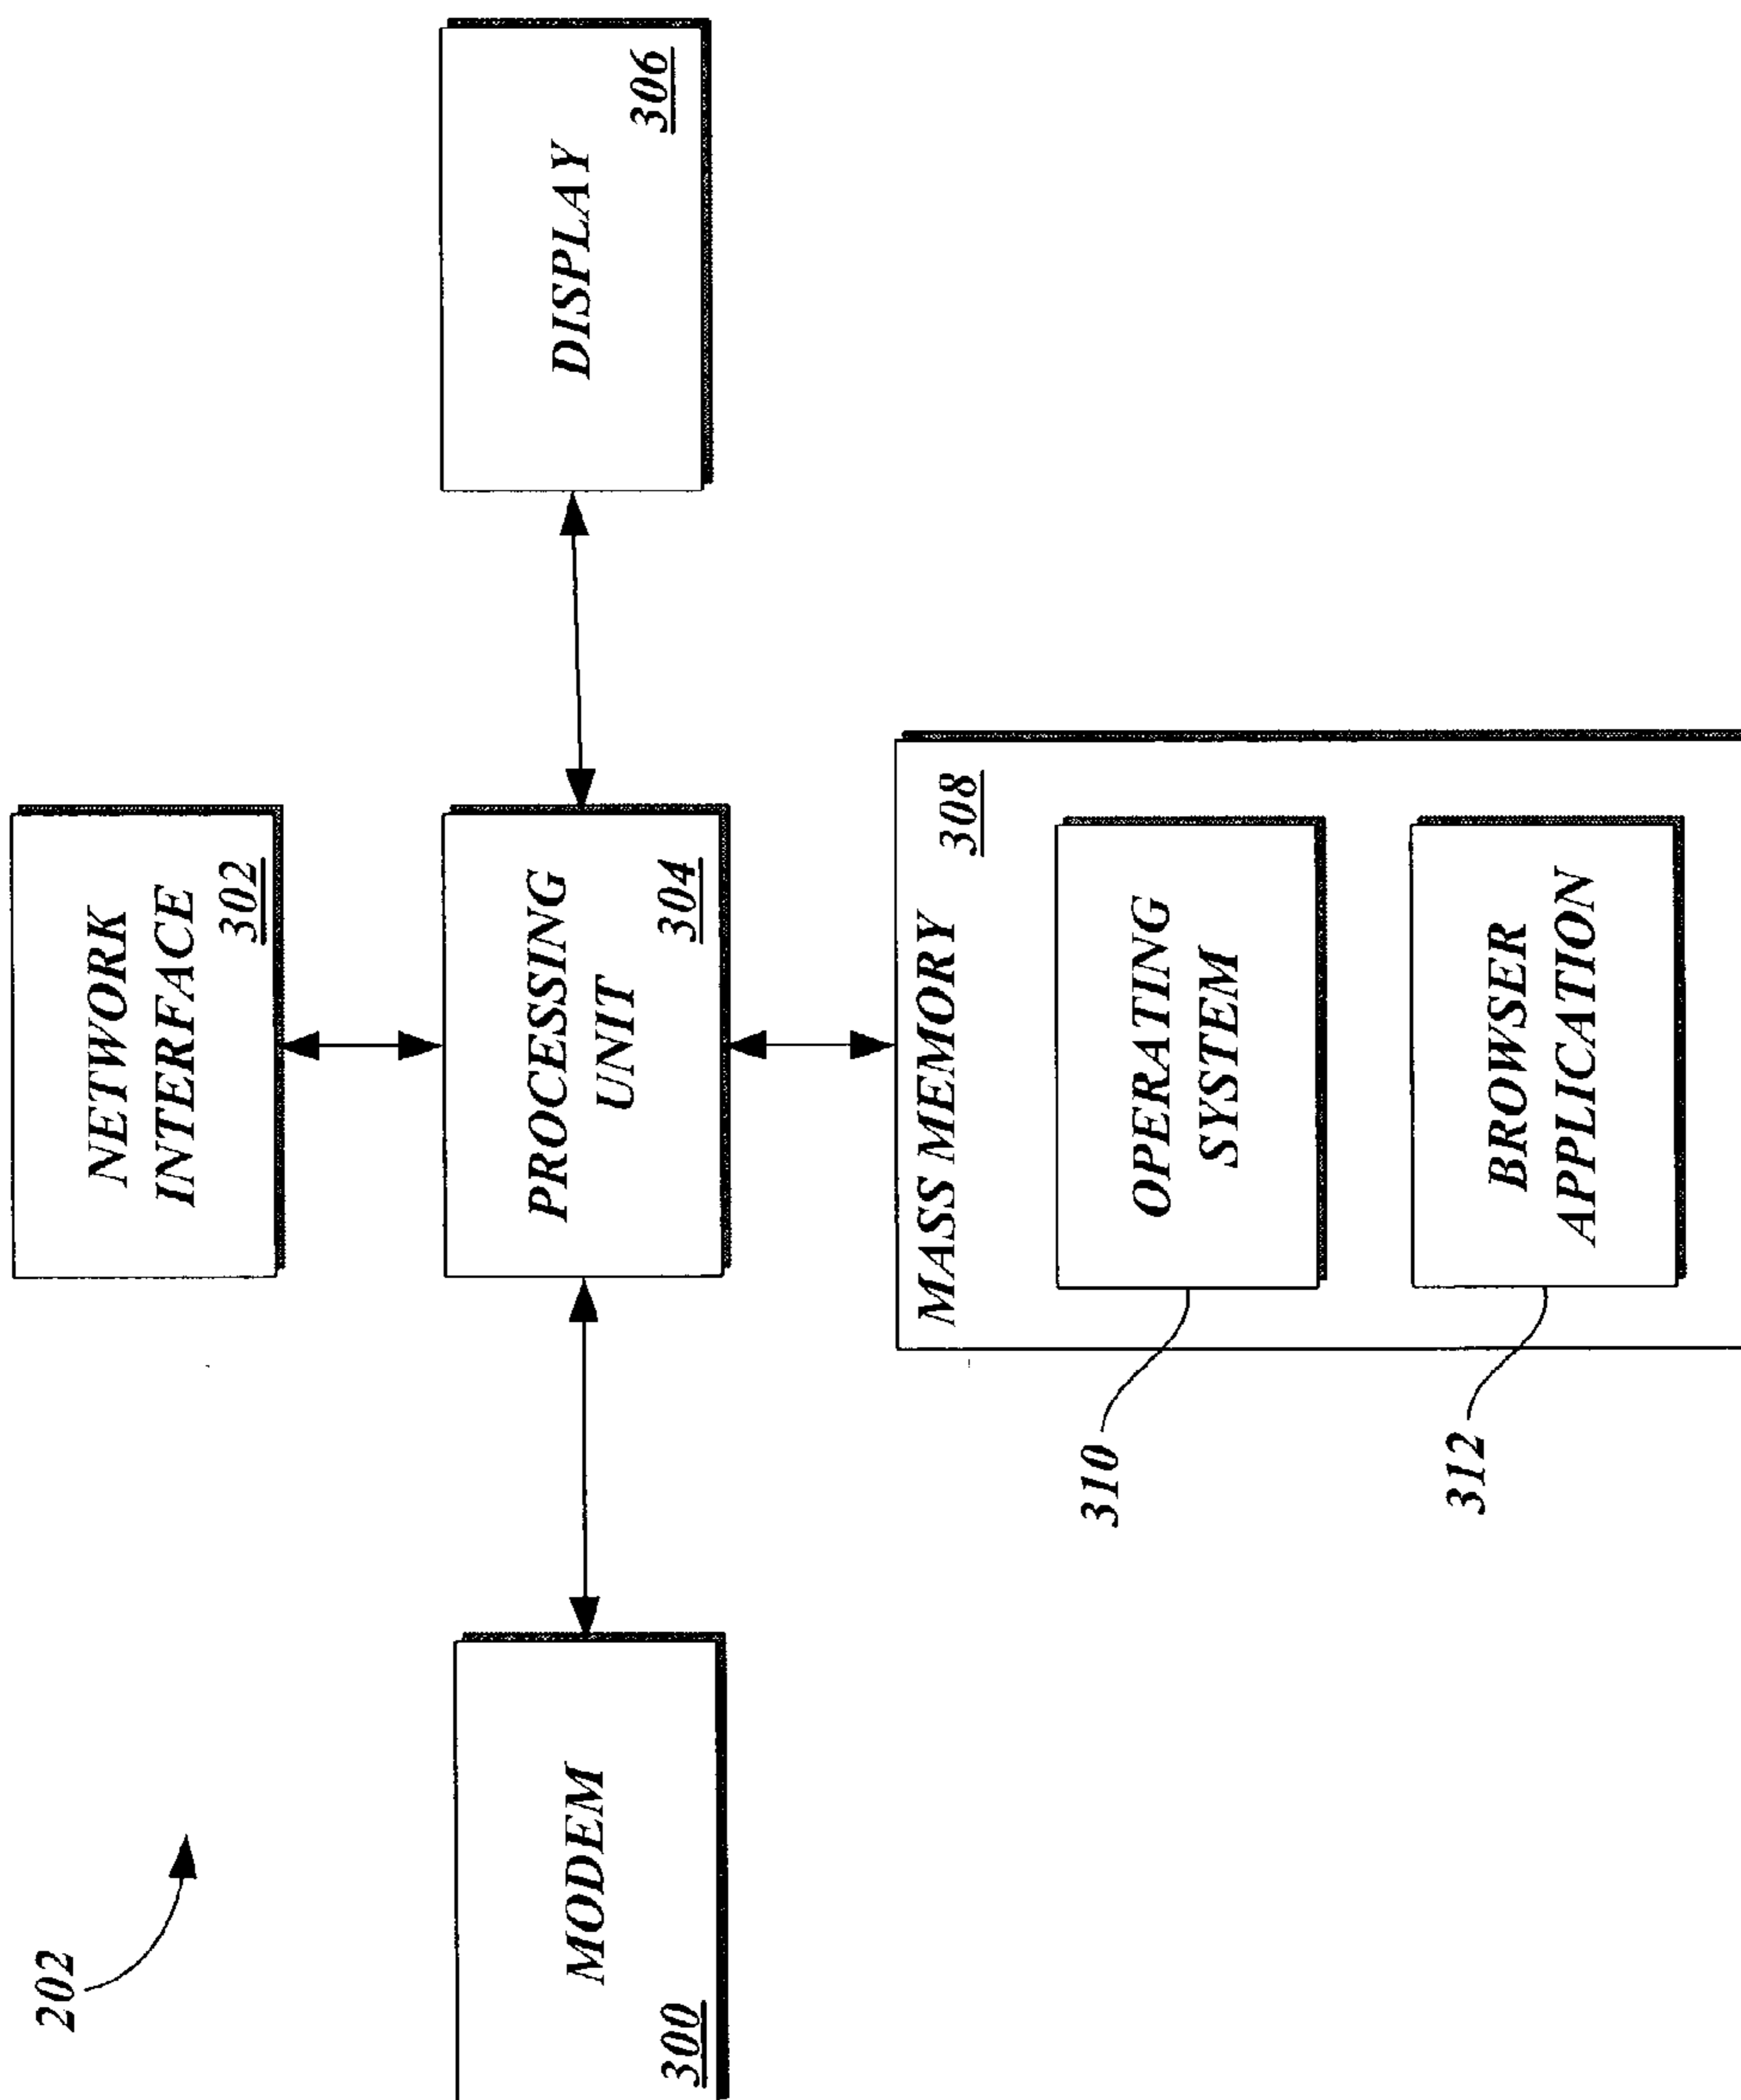 202
NETWORK
INTERFACE
302
MODEM
300
PROCESSING
UNIT
304
DISPLAY
306
MASS MEMORY
308
310
OPERATING
SYSTEM
312
BROWSER
APPLICATION